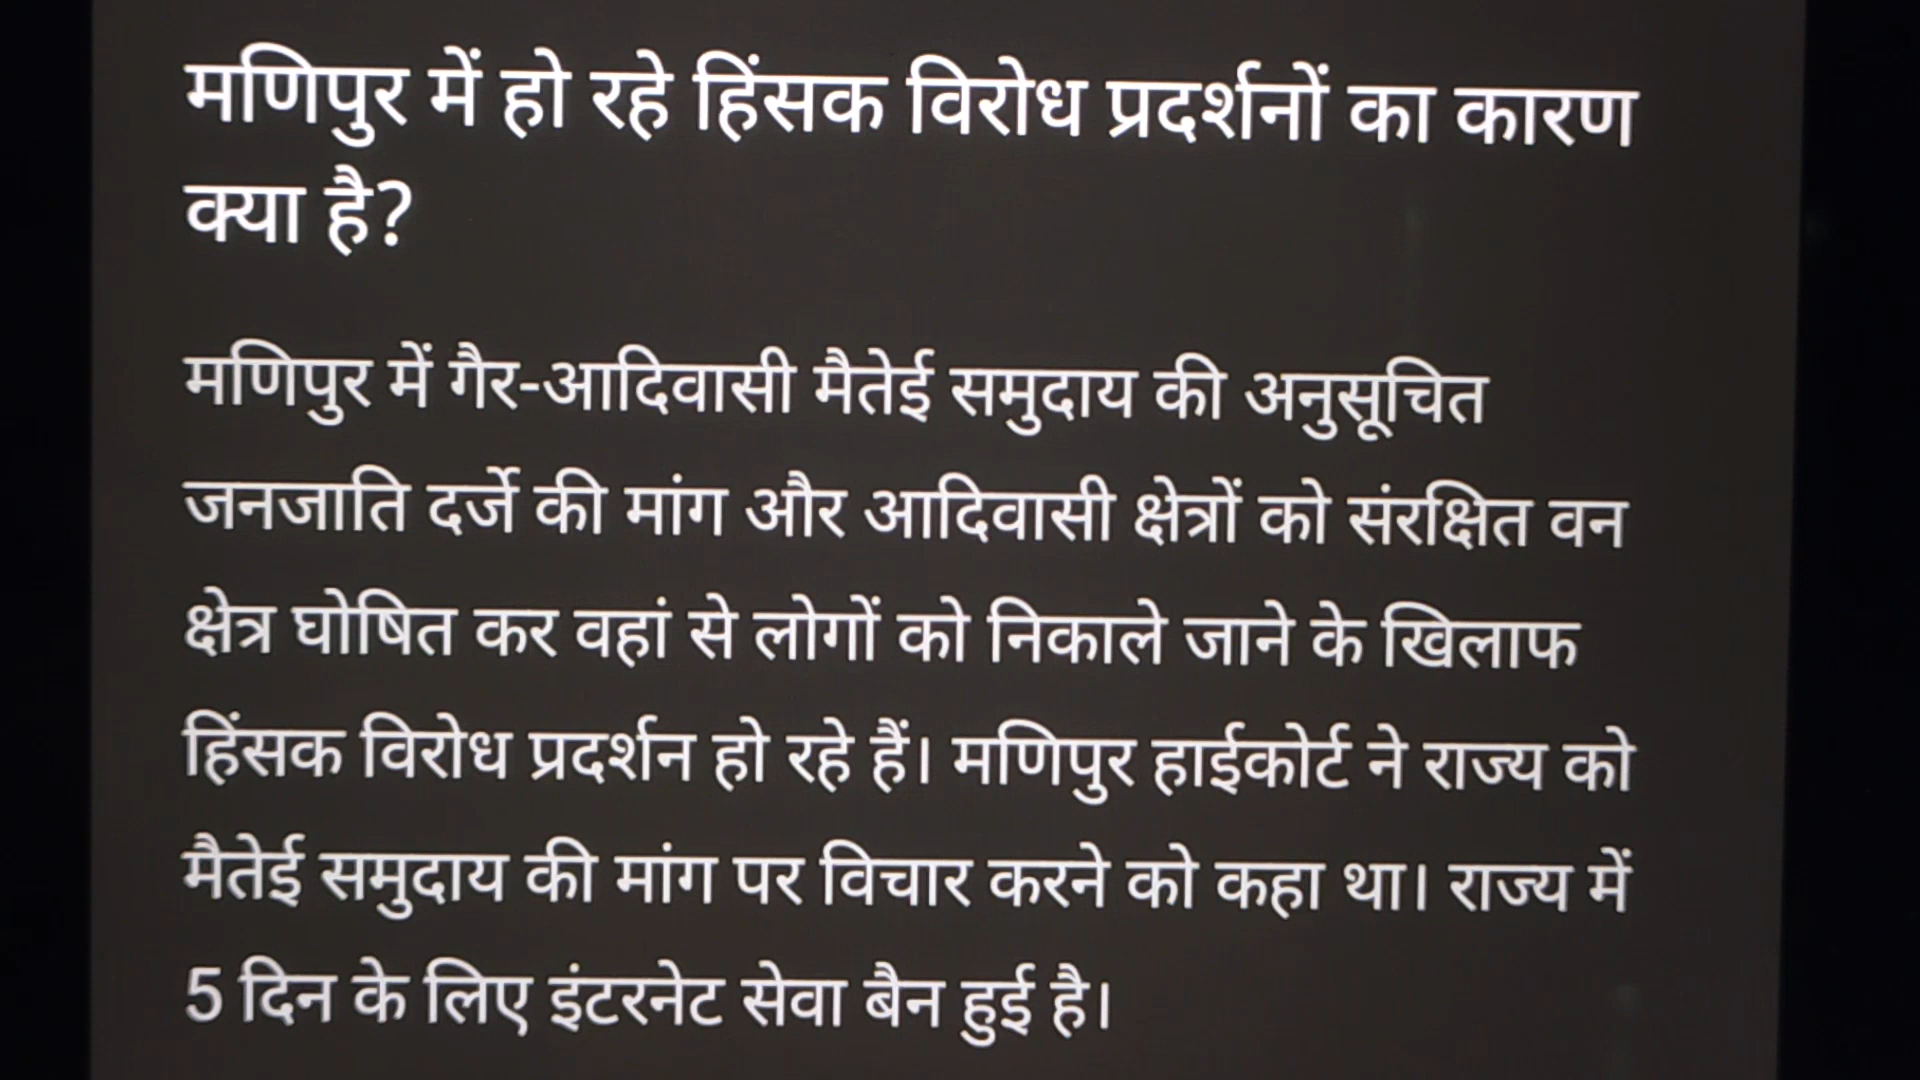 मणिपुर में हो रहे हिंसक विरोध प्रदर्शनों का कारण
क्या है?
मणिपुर में गैर-आदिवासी मैतेई समुदाय की अनुसूचित
जनजाति दर्जे की मांग और आदिवासी क्षेत्रों को संरक्षित वन
क्षेत्र घोषित कर वहां से लोगों को निकाले जाने के खिलाफ
हिंसक विरोध प्रदर्शन हो रहे हैं। मणिपुर हाईकोर्ट ने राज्य को
मैतेई समुदाय की मांग पर विचार करने को कहा था। राज्य में
5 दिन के लिए इंटरनेट सेवा बैन हुई है।